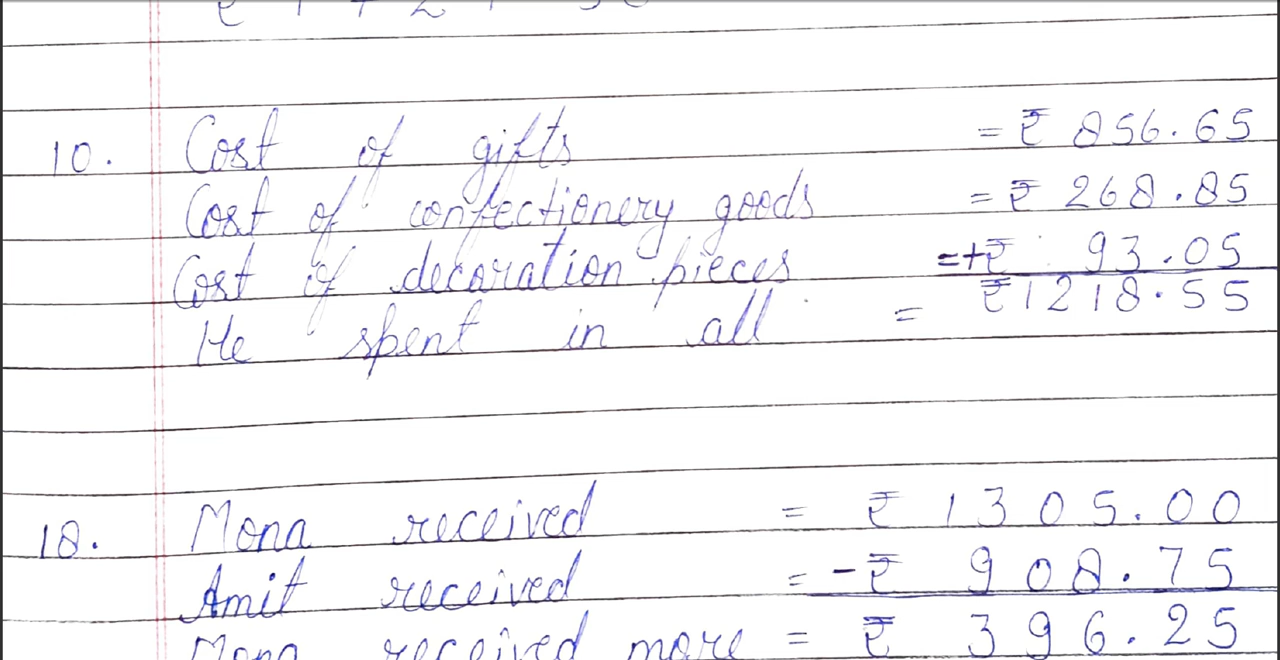 10. Cost of gifts = ₹ 856.65
Cost of confectionery goods = ₹ 268.85
Cost of decoration pieces =+₹ 93.05
He spent in all = ₹1218.55
18. Mona received = ₹ 1305.00
Amit received = -₹ 908.75
Mona received more = ₹ 396.25